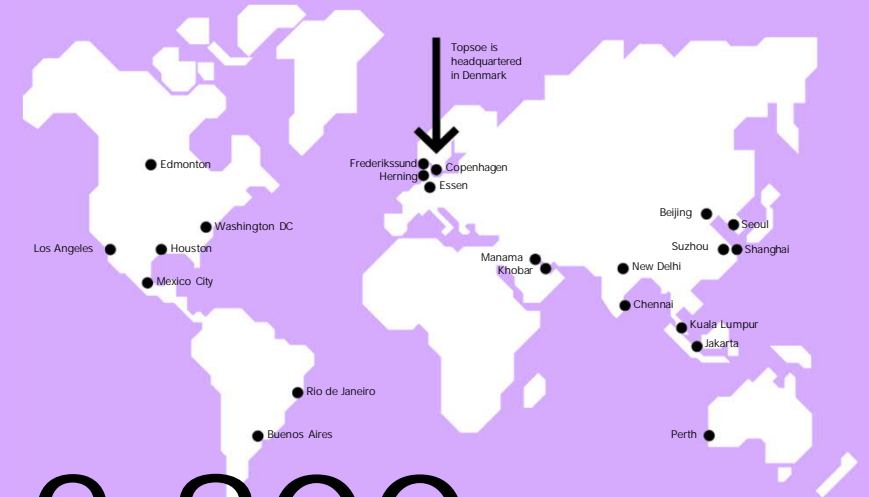 Topsoe is
headquartered
in Denmark
Edmonton
Frederikssund
Copenhagen
Herning
Essen
Washington DC
Beijing
Seoul
Los Angeles
Houston
Suzhou
Shanghai
Manama
Khobar
New Delhi
Mexico City
Chennai
Kuala Lumpur
Jakarta
Rio de Janeiro
Buenos Aires
Perth